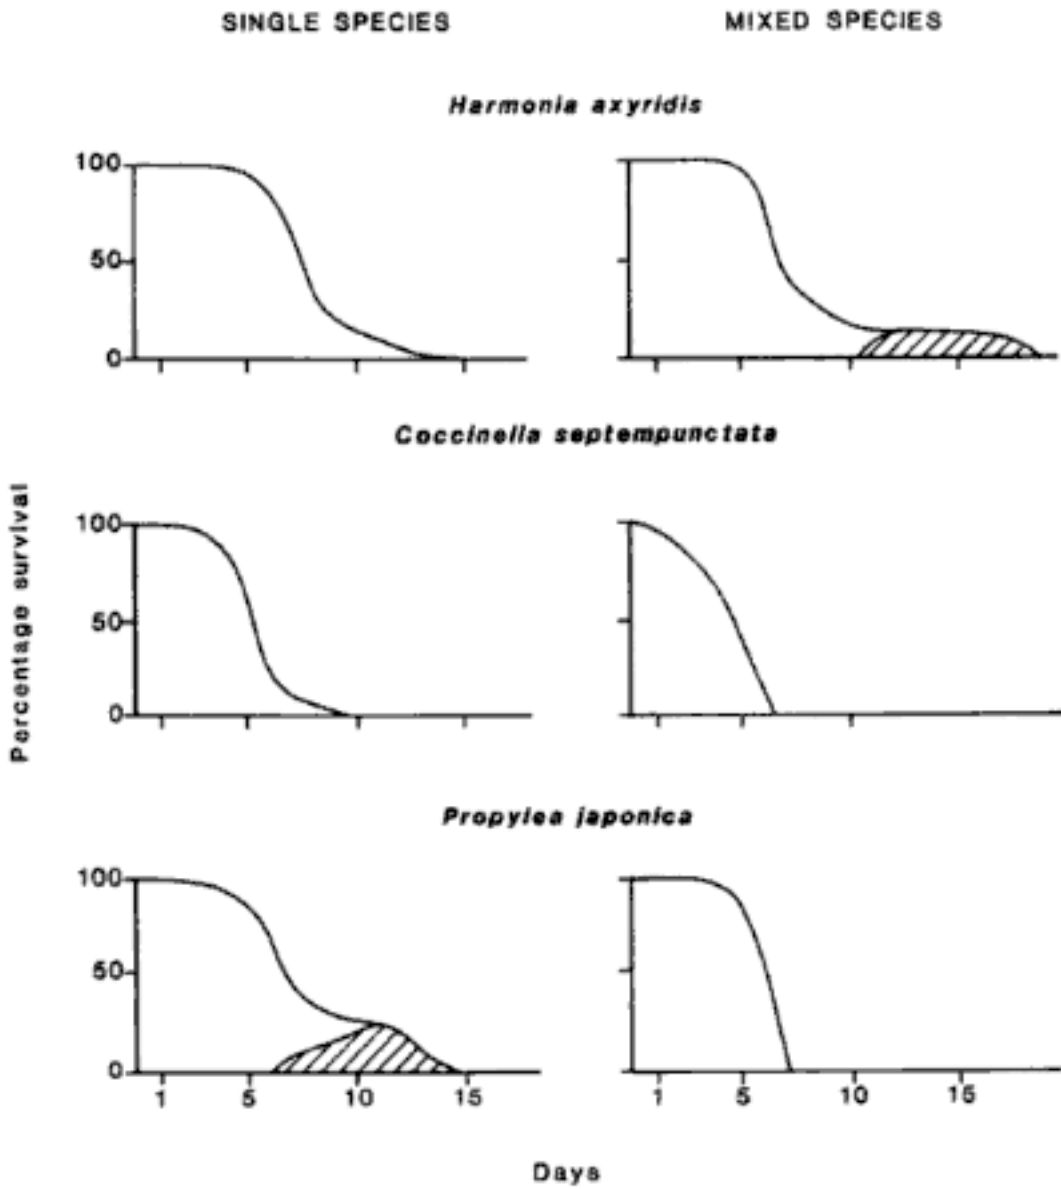 SINGLE SPECIES
MIXED SPECIES
Harmonia axyridis
100
50
0
Coccinella septempunctata
Percentage survival
100
50
0
Propylea japonica
100
50
0
1 5 10 15
1 5 10 15
Days